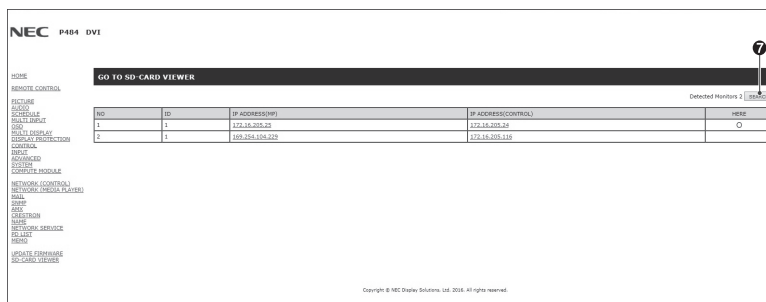 NEC P484 DVI
7
HOME
REMOTE CONTROL
PICTURE
AUDIO
SCHEDULE
MULTI INPUT
OSD
MULTI DISPLAY
DISPLAY PROTECTION
CONTROL
INPUT
ADVANCED
SYSTEM
COMPUTE MODULE
NETWORK (CONTROL)
NETWORK (MEDIA PLAYER)
MAIL
SNMP
AMX
CRESTRON
NAME
NETWORK SERVICE
PD LIST
MEMO
UPDATE FIRMWARE
SD-CARD VIEWER
GO TO SD-CARD VIEWER
Detected Monitors 2
NO ID IP ADDRESS(MP) IP ADDRESS(CONTROL) HERE
1 1 172.16.205.25 172.16.205.24 O
2 1 169.254.104.229 172.16.205.116
Copyright © NEC Display Solutions. Ltd. 2016. All rights reserved.